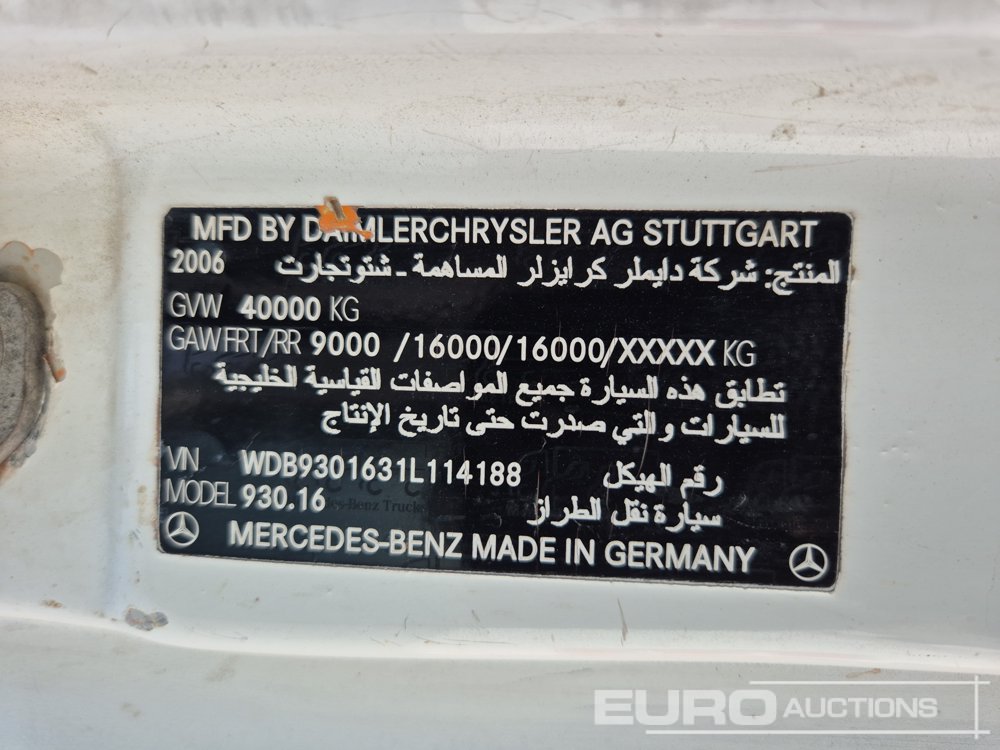 MFD BY DAIMLERCHRYSLER AG STUTTGART
2006 المنتج: شركة دايملر كرايزلر المساهمة ـ شتوتجارت
GVW 40000 KG
GAWFRT/RR 9000 /16000/16000/XXXXX KG
تطابق هذه السيارة جميع المواصفات القياسية الخليجية
للسيارات والتي صدرت حتى تاريخ الإنتاج
VIN WDB9301631L114188 رقم الهيكل
MODEL 930.16 سيارة نقل الطراز
MERCEDES-BENZ MADE IN GERMANY
EURO AUCTIONS